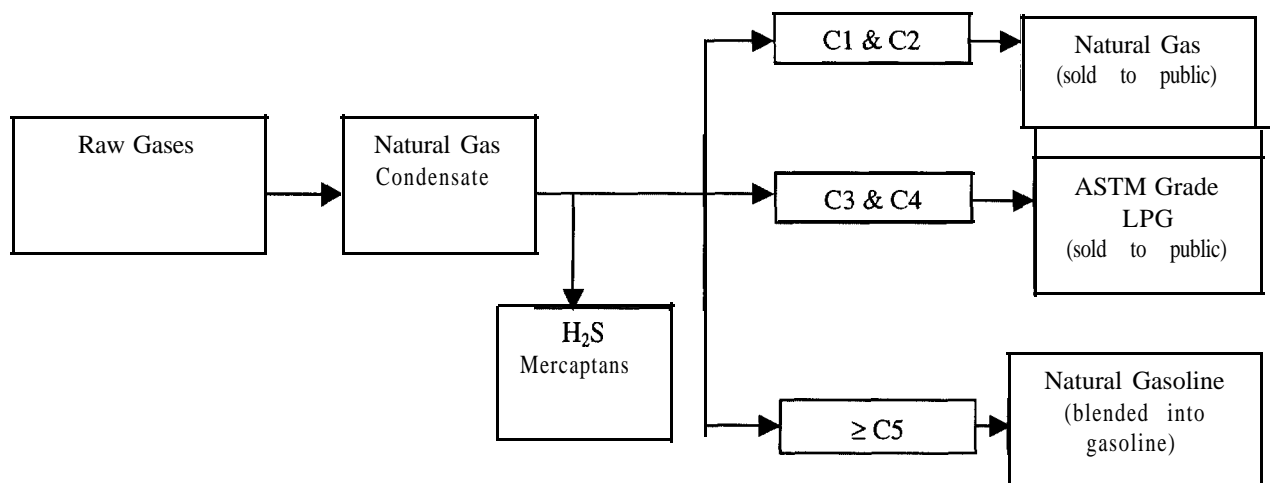 Raw Gases
Natural Gas
Condensate
H₂S
Mercaptans
C1 & C2
Natural Gas
(sold to public)
C3 & C4
ASTM Grade
LPG
(sold to public)
≥ C5
Natural Gasoline
(blended into
gasoline)